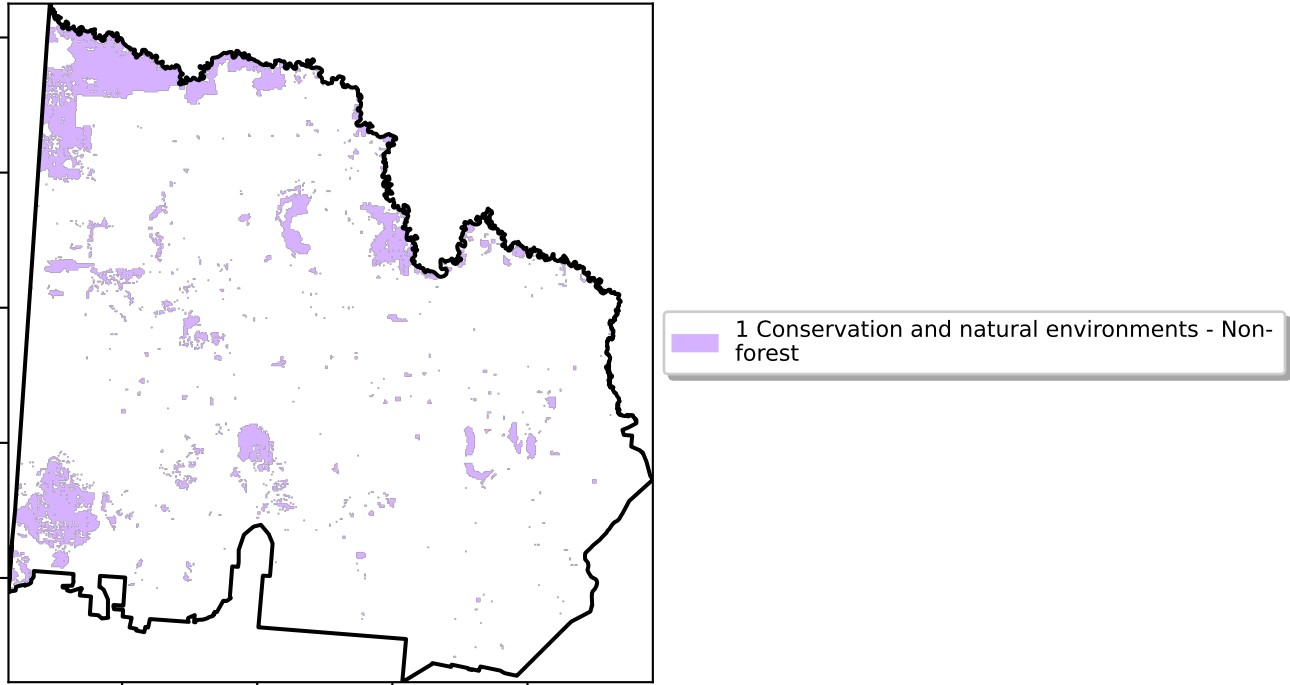 1 Conservation and natural environments - Non-
forest